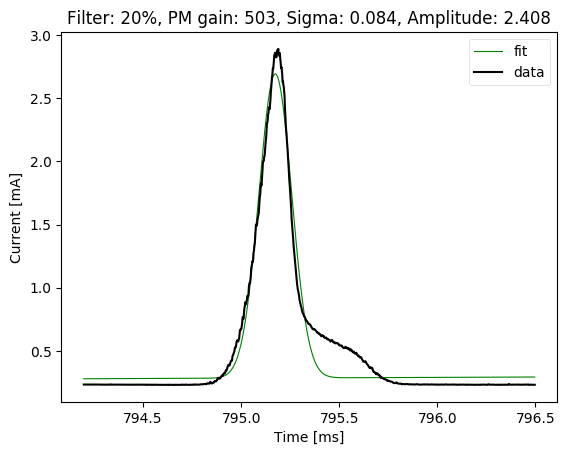 Filter: 20%, PM gain: 503, Sigma: 0.084, Amplitude: 2.408
fit
data
Current [mA]
3.0
2.5
2.0
1.5
1.0
0.5
794.5 795.0 795.5 796.0 796.5
Time [ms]